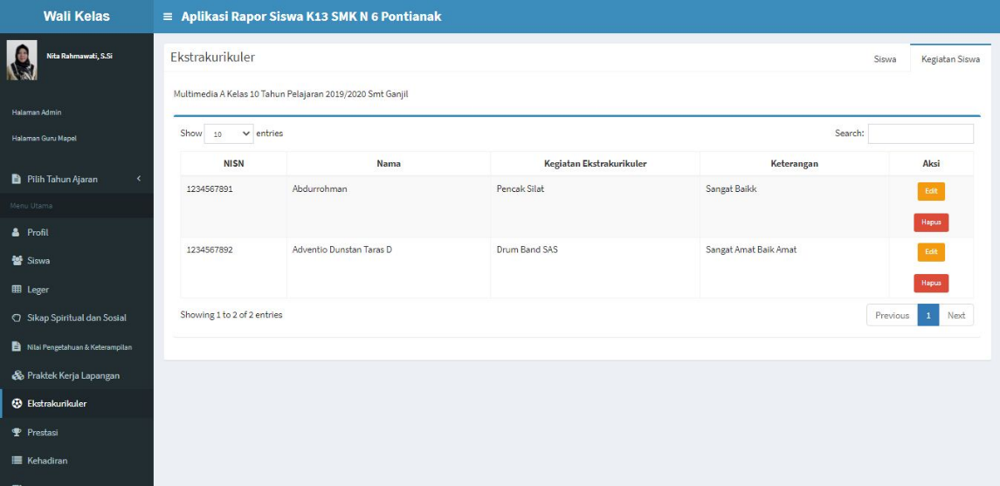 Wali Kelas
Aplikasi Rapor Siswa K13 SMK N 6 Pontianak
Nita Rahmawati, S.Si
Halaman Admin
Halaman Guru Mapel
Pilih Tahun Ajaran
Menu Utama
Profil
Siswa
Leger
Sikap Spiritual dan Sosial
Nilai Pengetahuan & Keterampilan
Praktek Kerja Lapangan
Ekstrakurikuler
Prestasi
Kehadiran
Ekstrakurikuler
Siswa Kegiatan Siswa
Multimedia A Kelas 10 Tahun Pelajaran 2019/2020 Smt Ganjil
Show 10 entries Search:
NISN Nama Kegiatan Ekstrakurikuler Keterangan Aksi
1234567891 Abdurrohman Pencak Silat Sangat Baikk Edit
Hapus
1234567892 Adventio Dunstan Taras D Drum Band SAS Sangat Amat Baik Amat Edit
Hapus
Showing 1 to 2 of 2 entries Previous 1 Next